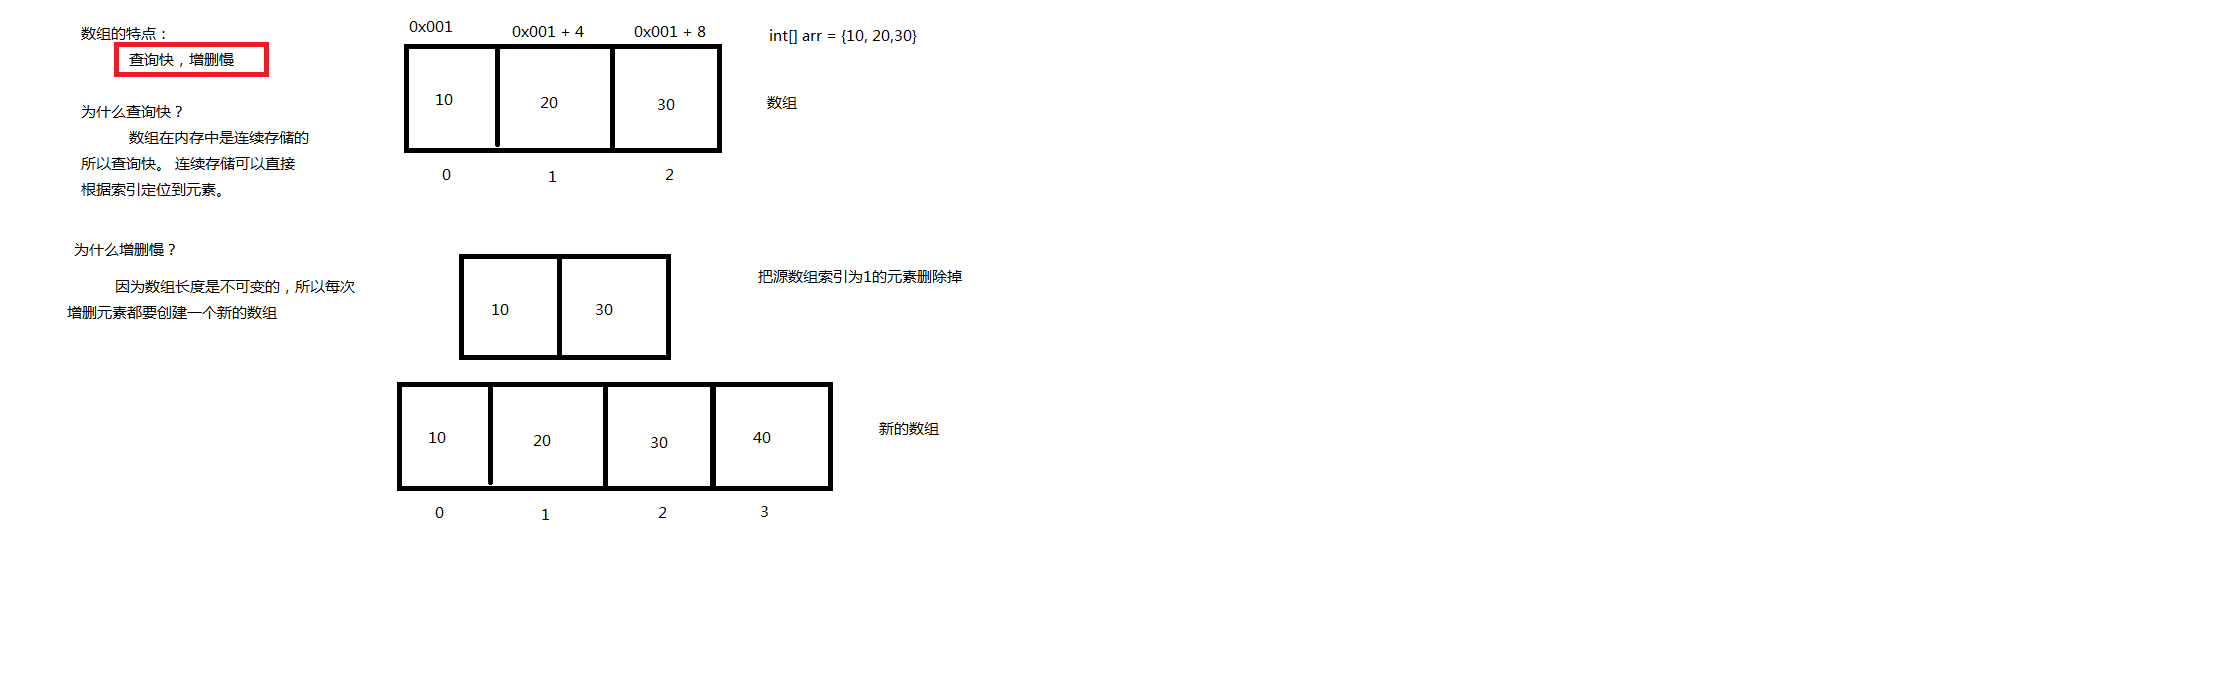 数组的特点：
查询快，增删慢
为什么查询快？
数组在内存中是连续存储的
所以查询快。 连续存储可以直接
根据索引定位到元素。
0x001
0x001 + 4
0x001 + 8
int[] arr = {10, 20,30}
10
20
30
数组
0
1
2
为什么增删慢？
因为数组长度是不可变的，所以每次
增删元素都要创建一个新的数组
10
30
把源数组索引为1的元素删除掉
10
20
30
40
新的数组
0
1
2
3